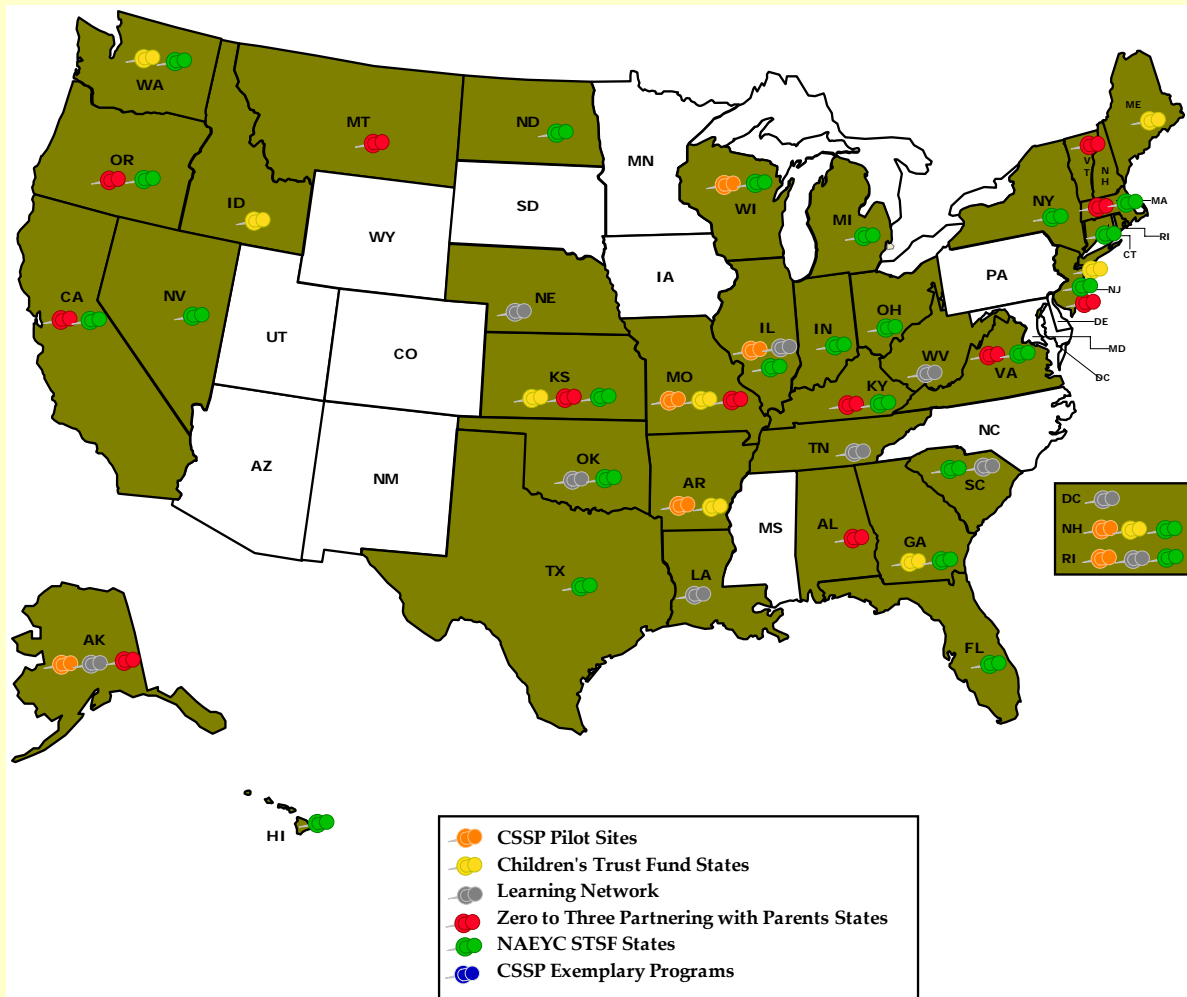 WA
MT
ND
MN
ME
OR
ID
SD
WI
MI
NY
VT
NH
MA
RI
CT
WY
IA
PA
NJ
CA
NV
NE
UT
CO
IL
IN
OH
DE
MD
WV
VA
DC
KS
MO
KY
NC
TN
AZ
NM
OK
AR
SC
MS
AL
GA
TX
LA
FL
DC
NH
RI
AK
HI
CSSP Pilot Sites
Children's Trust Fund States
Learning Network
Zero to Three Partnering with Parents States
NAEYC STSF States
CSSP Exemplary Programs